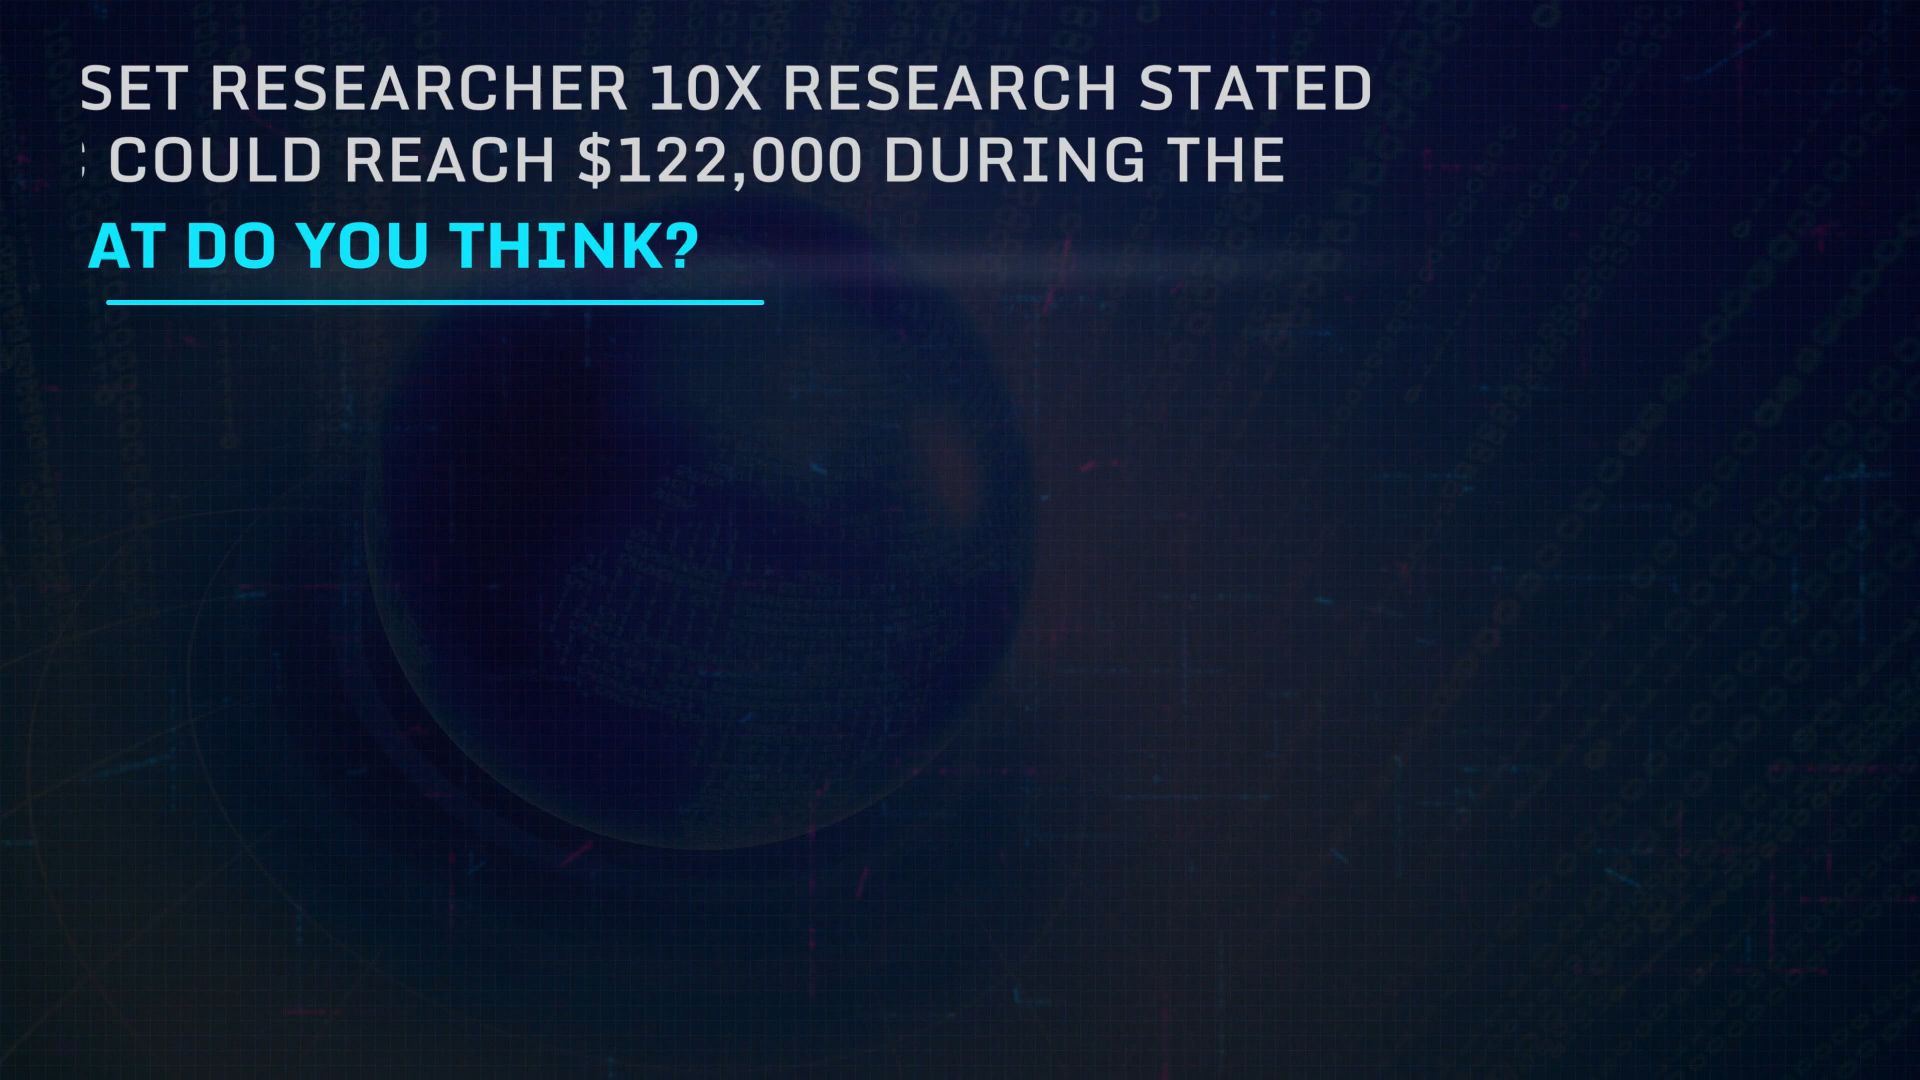 SET RESEARCHER 10X RESEARCH STATED
COULD REACH $122,000 DURING THE
AT DO YOU THINK?